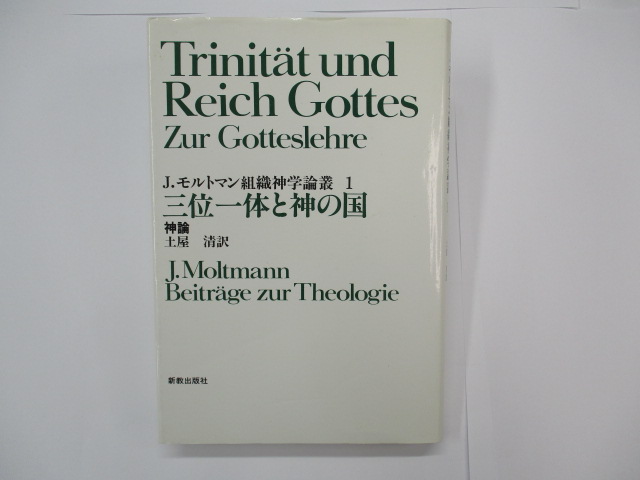 Trinität und
Reich Gottes
Zur Gotteslehre
J.モルトマン組織神学論叢 1
三位一体と神の国
神論
土屋 清訳
J. Moltmann
Beiträge zur Theologie
新教出版社